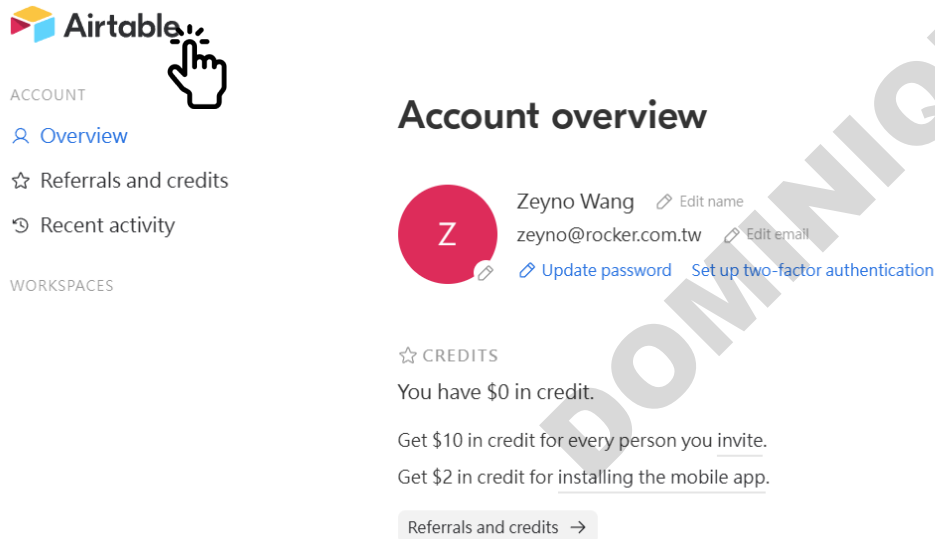 Airtable
ACCOUNT
Overview
Referrals and credits
Recent activity
WORKSPACES
Account overview
Z
Zeyno Wang Edit name
zeyno@rocker.com.tw Edit email
Update password Set up two-factor authentication
CREDITS
You have $0 in credit.
Get $10 in credit for every person you invite.
Get $2 in credit for installing the mobile app.
Referrals and credits →
DOMINIQ